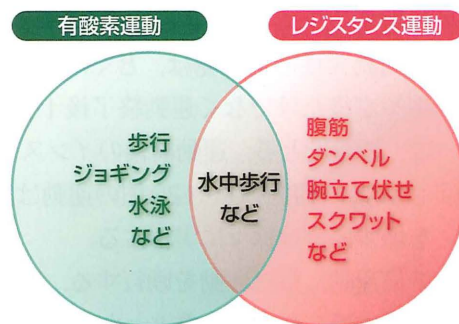 有酸素運動
レジスタンス運動
歩行
ジョギング
水泳
など
水中歩行
など
腹筋
ダンベル
腕立て伏せ
スクワット
など